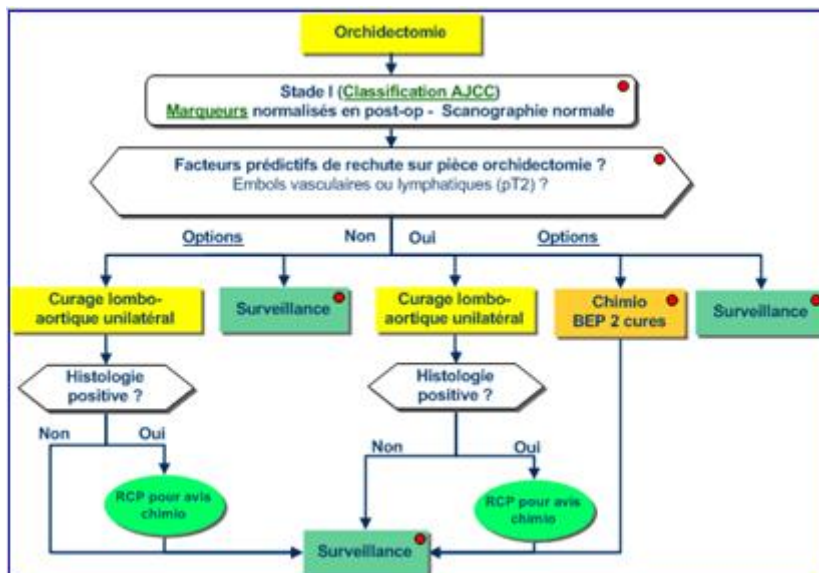 Orchidectomie
Stade I (Classification AJCC)
Marqueurs normalisés en post-op - Scanographie normale
Facteurs prédictifs de rechute sur pièce orchidectomie ?
Embols vasculaires ou lymphatiques (pT2) ?
Options Non Oui Options
Curage lombo-
aortique unilatéral
Surveillance
Curage lombo-
aortique unilatéral
Chimio
BEP 2 cures
Surveillance
Histologie
positive ?
Histologie
positive ?
Non Oui
Non Oui
RCP pour avis
chimio
RCP pour avis
chimio
Surveillance